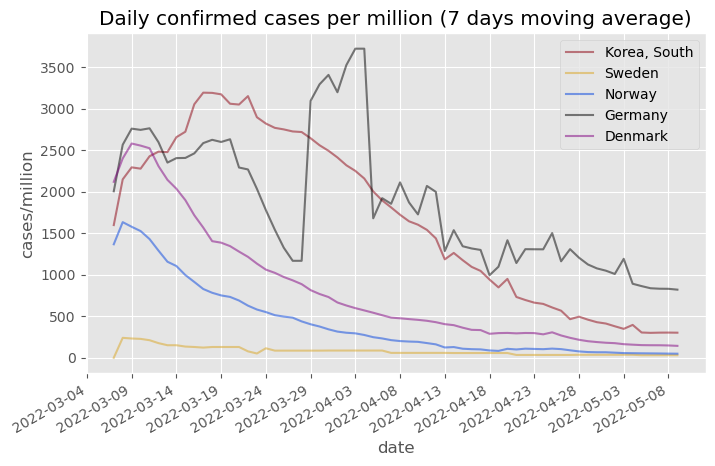 Daily confirmed cases per million (7 days moving average)
Korea, South
Sweden
Norway
Germany
Denmark
cases/million
3500
3000
2500
2000
1500
1000
500
0
2022-03-04
2022-03-09
2022-03-14
2022-03-19
2022-03-24
2022-03-29
2022-04-03
2022-04-08
2022-04-13
2022-04-18
2022-04-23
2022-04-28
2022-05-03
2022-05-08
date